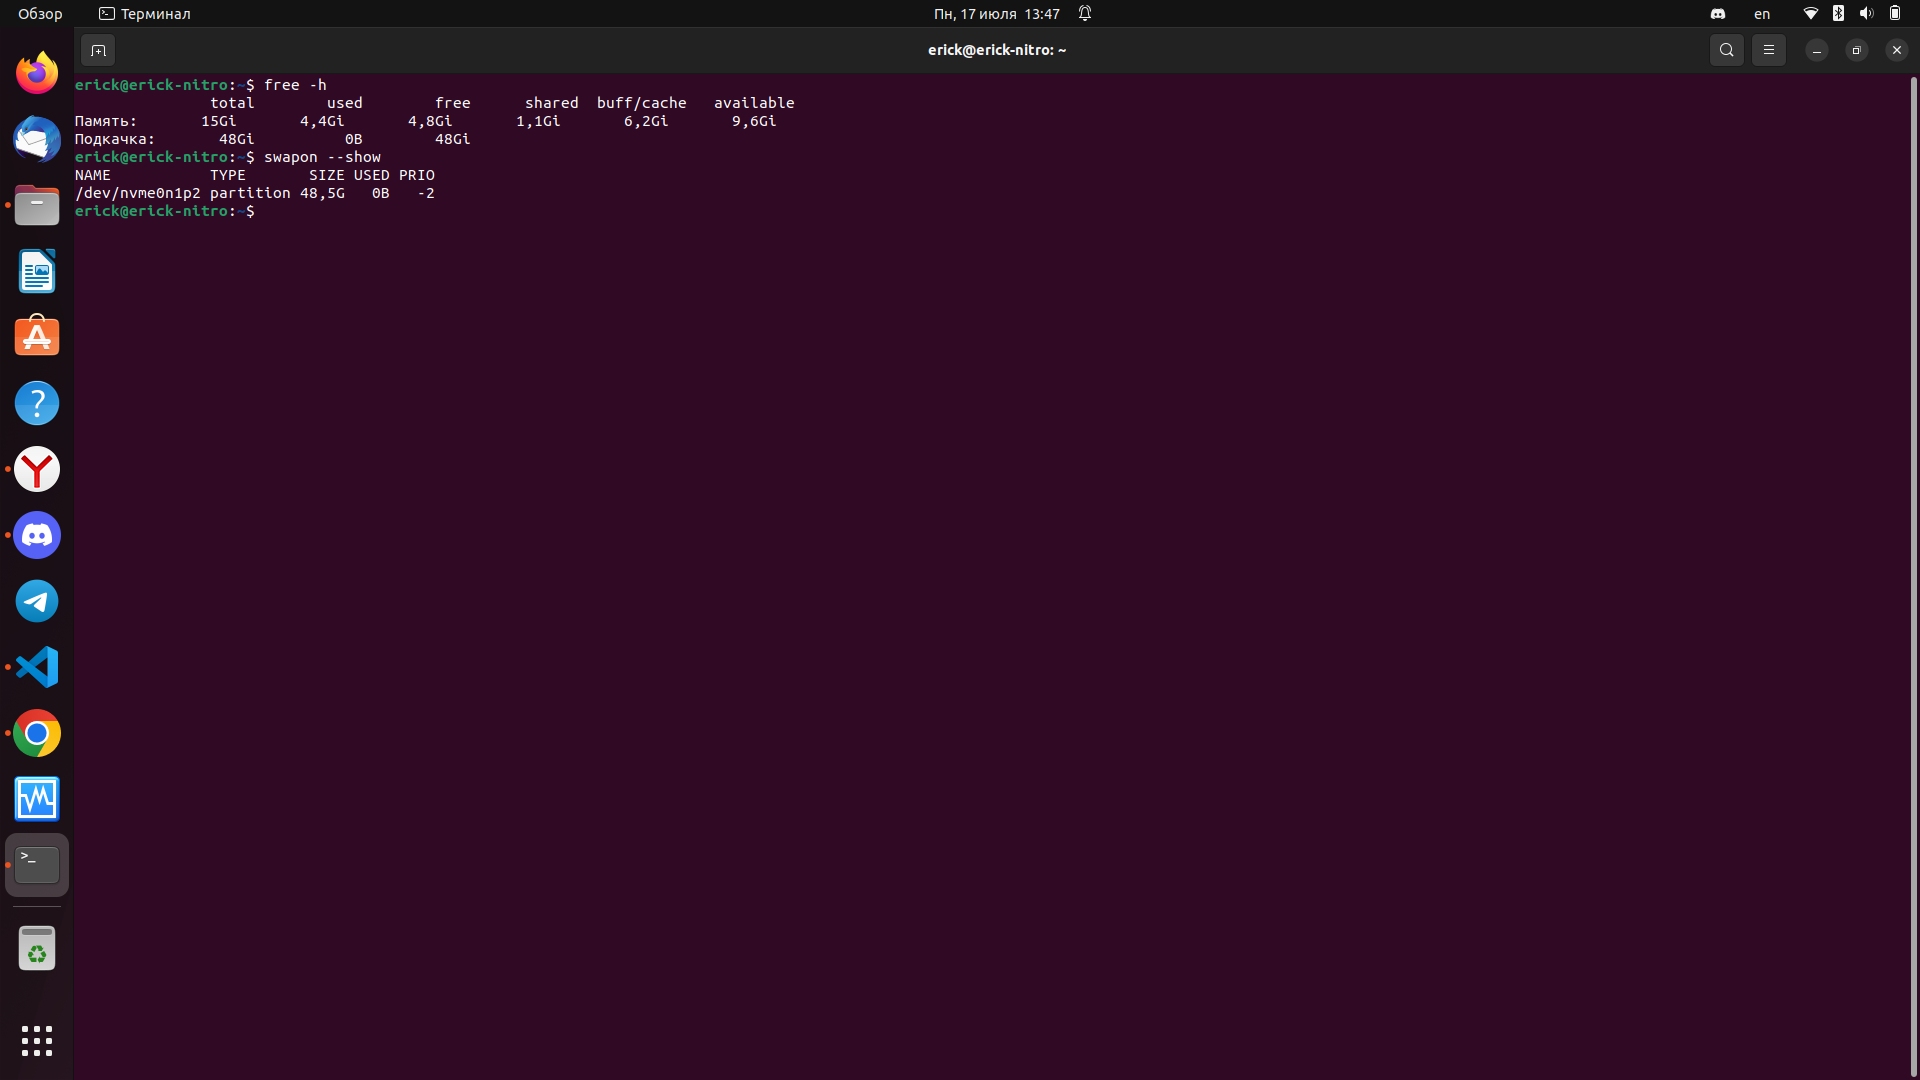 Обзор Терминал Пн, 17 июля 13:47 en
erick@erick-nitro: ~
erick@erick-nitro:~$ free -h
total used free shared buff/cache available
Память: 15Gi 4,4Gi 4,8Gi 1,1Gi 6,2Gi 9,6Gi
Подкачка: 48Gi 0B 48Gi
erick@erick-nitro:~$ swapon --show
NAME TYPE SIZE USED PRIO
/dev/nvme0n1p2 partition 48,5G 0B -2
erick@erick-nitro:~$